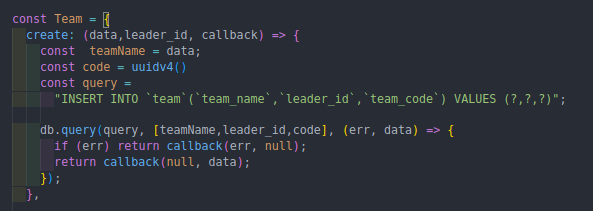 const Team = {
create: (data,leader_id, callback) => {
const  teamName = data;
const code = uuidv4()
const query =
"INSERT INTO `team`(`team_name`,`leader_id`,`team_code`) VALUES (?,?,?)";
db.query(query, [teamName,leader_id,code], (err, data) => {
if (err) return callback(err, null);
return callback(null, data);
});
},